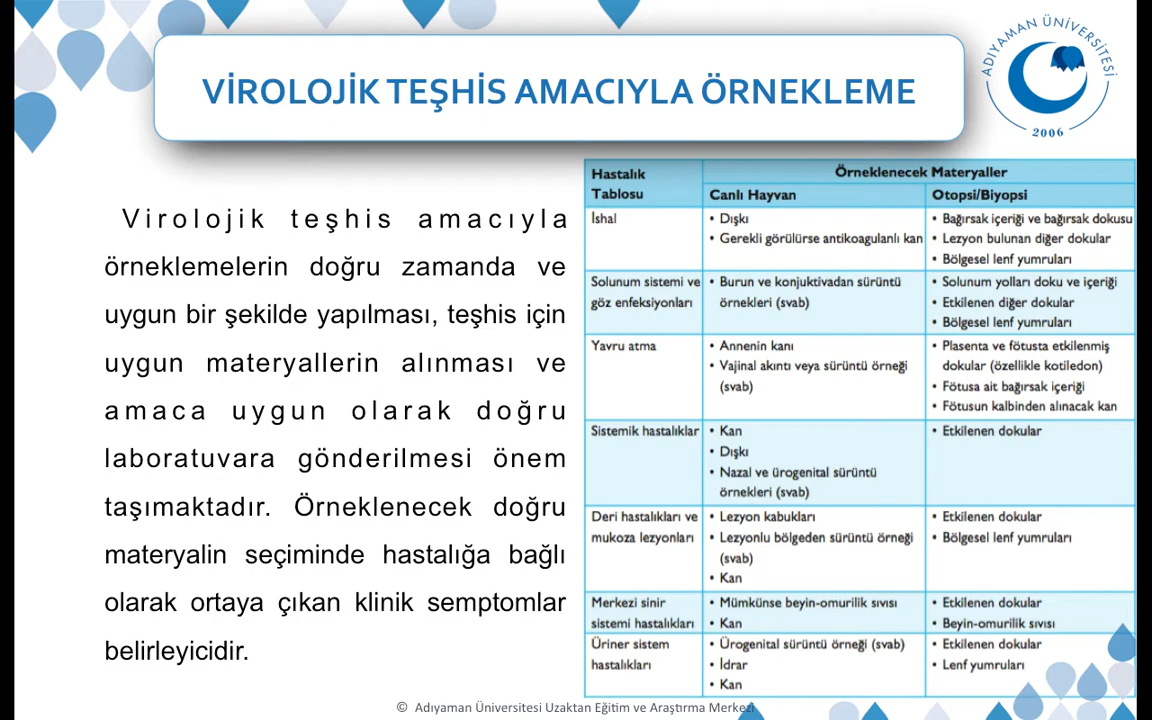 VİROLOJİK TEŞHİS AMACIYLA ÖRNEKLEME
ADIYAMAN ÜNİVERSİTESİ
2006
Virolojik teşhis amacıyla
örneklemelerin doğru zamanda ve
uygun bir şekilde yapılması, teşhis için
uygun materyallerin alınması ve
amaca uygun olarak doğru
laboratuvara gönderilmesi önem
taşımaktadır. Örneklenecek doğru
materyalin seçiminde hastalığa bağlı
olarak ortaya çıkan klinik semptomlar
belirleyicidir.
Hastalık
Tablosu
Örneklenecek Materyaller
Canlı Hayvan
Otopsi/Biyopsi
İshal
• Dışkı
• Gerekli görülürse antikoagulanlı kan
• Bağırsak içeriği ve bağırsak dokusu
• Lezyon bulunan diğer dokular
• Bölgesel lenf yumruları
Solunum sistemi ve
göz enfeksiyonları
• Burun ve konjuktivadan sürüntü
örnekleri (svab)
• Solunum yolları doku ve içeriği
• Etkilenen diğer dokular
• Bölgesel lenf yumruları
Yavru atma
• Annenin kanı
• Vajinal akıntı veya sürüntü örneği
(svab)
• Plasenta ve fötusta etkilenmiş
dokular (özellikle kotiledon)
• Fötusa ait bağırsak içeriği
• Fötusun kalbinden alınacak kan
Sistemik hastalıklar
• Kan
• Dışkı
• Nazal ve ürogenital sürüntü
örnekleri (svab)
• Etkilenen dokular
Deri hastalıkları ve
mukoza lezyonları
• Lezyon kabukları
• Lezyonlu bölgeden sürüntü örneği
(svab)
• Kan
• Etkilenen dokular
• Bölgesel lenf yumruları
Merkezi sinir
sistemi hastalıkları
• Mümkünse beyin-omurilik sıvısı
• Kan
• Etkilenen dokular
• Beyin-omurilik sıvısı
Üriner sistem
hastalıkları
• Ürogenital sürüntü örneği (svab)
• İdrar
• Kan
• Etkilenen dokular
• Lenf yumruları
© Adıyaman Üniversitesi Uzaktan Eğitim ve Araştırma Merkezi